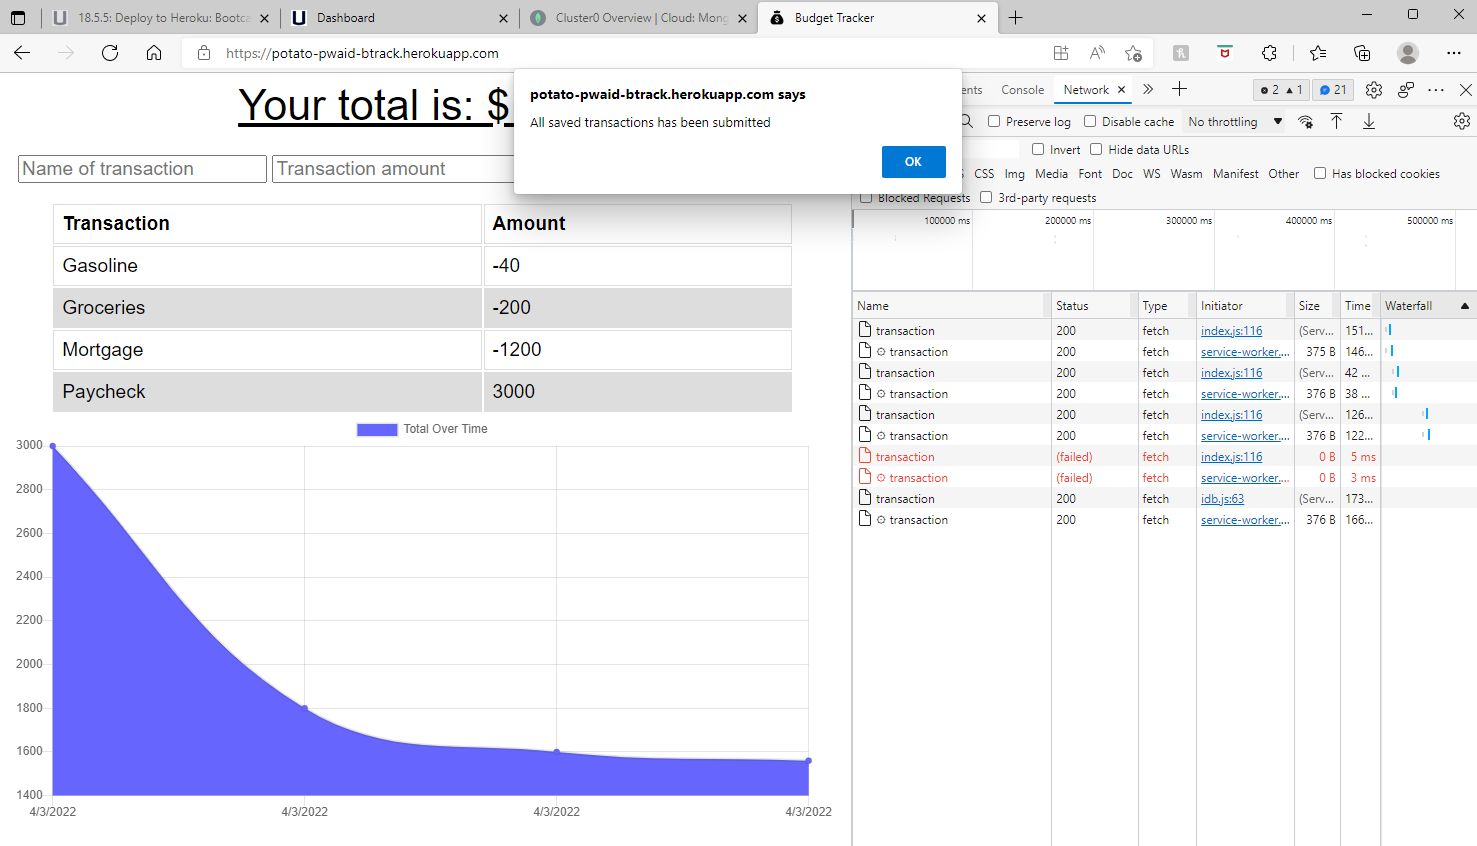 18.5.5: Deploy to Heroku: Bootca
Dashboard
Cluster0 Overview | Cloud: Mong
Budget Tracker
https://potato-pwaid-btrack.herokuapp.com
Your total is: $
potato-pwaid-btrack.herokuapp.com says
All saved transactions has been submitted
OK
Name of transaction
Transaction amount
Transaction Amount
Gasoline -40
Groceries -200
Mortgage -1200
Paycheck 3000
Total Over Time
3000
2800
2600
2400
2200
2000
1800
1600
1400
4/3/2022 4/3/2022 4/3/2022 4/3/2022
ents Console Network 2 1 21
Preserve log Disable cache No throttling
Invert Hide data URLs
S CSS Img Media Font Doc WS Wasm Manifest Other Has blocked cookies
Blocked Requests 3rd-party requests
100000 ms 200000 ms 300000 ms 400000 ms 500000 ms
Name Status Type Initiator Size Time Waterfall
transaction 200 fetch index.js:116 (Serv... 151...
transaction 200 fetch service-worker.... 375 B 146...
transaction 200 fetch index.js:116 (Serv... 42 ...
transaction 200 fetch service-worker.... 376 B 38 ...
transaction 200 fetch index.js:116 (Serv... 126...
transaction 200 fetch service-worker.... 376 B 122...
transaction (failed) fetch index.js:116 0 B 5 ms
transaction (failed) fetch service-worker.... 0 B 3 ms
transaction 200 fetch idb.js:63 (Serv... 173...
transaction 200 fetch service-worker.... 376 B 166...